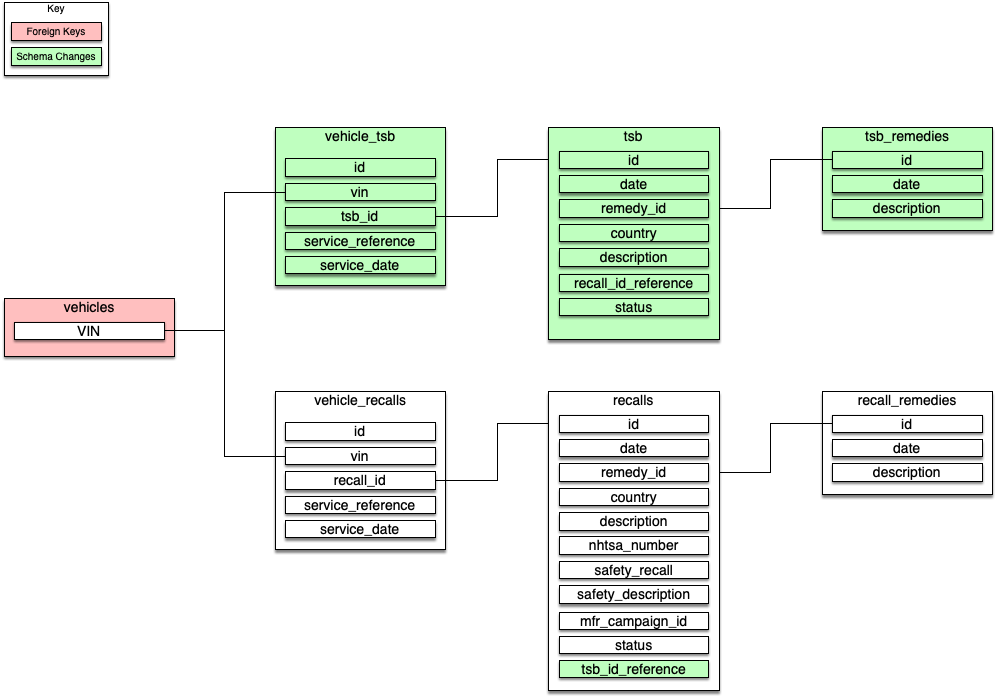 Key
Foreign Keys
Schema Changes
vehicle_tsb
id
vin
tsb_id
service_reference
service_date
tsb
id
date
remedy_id
country
description
recall_id_reference
status
tsb_remedies
id
date
description
vehicles
VIN
vehicle_recalls
id
vin
recall_id
service_reference
service_date
recalls
id
date
remedy_id
country
description
nhtsa_number
safety_recall
safety_description
mfr_campaign_id
status
tsb_id_reference
recall_remedies
id
date
description